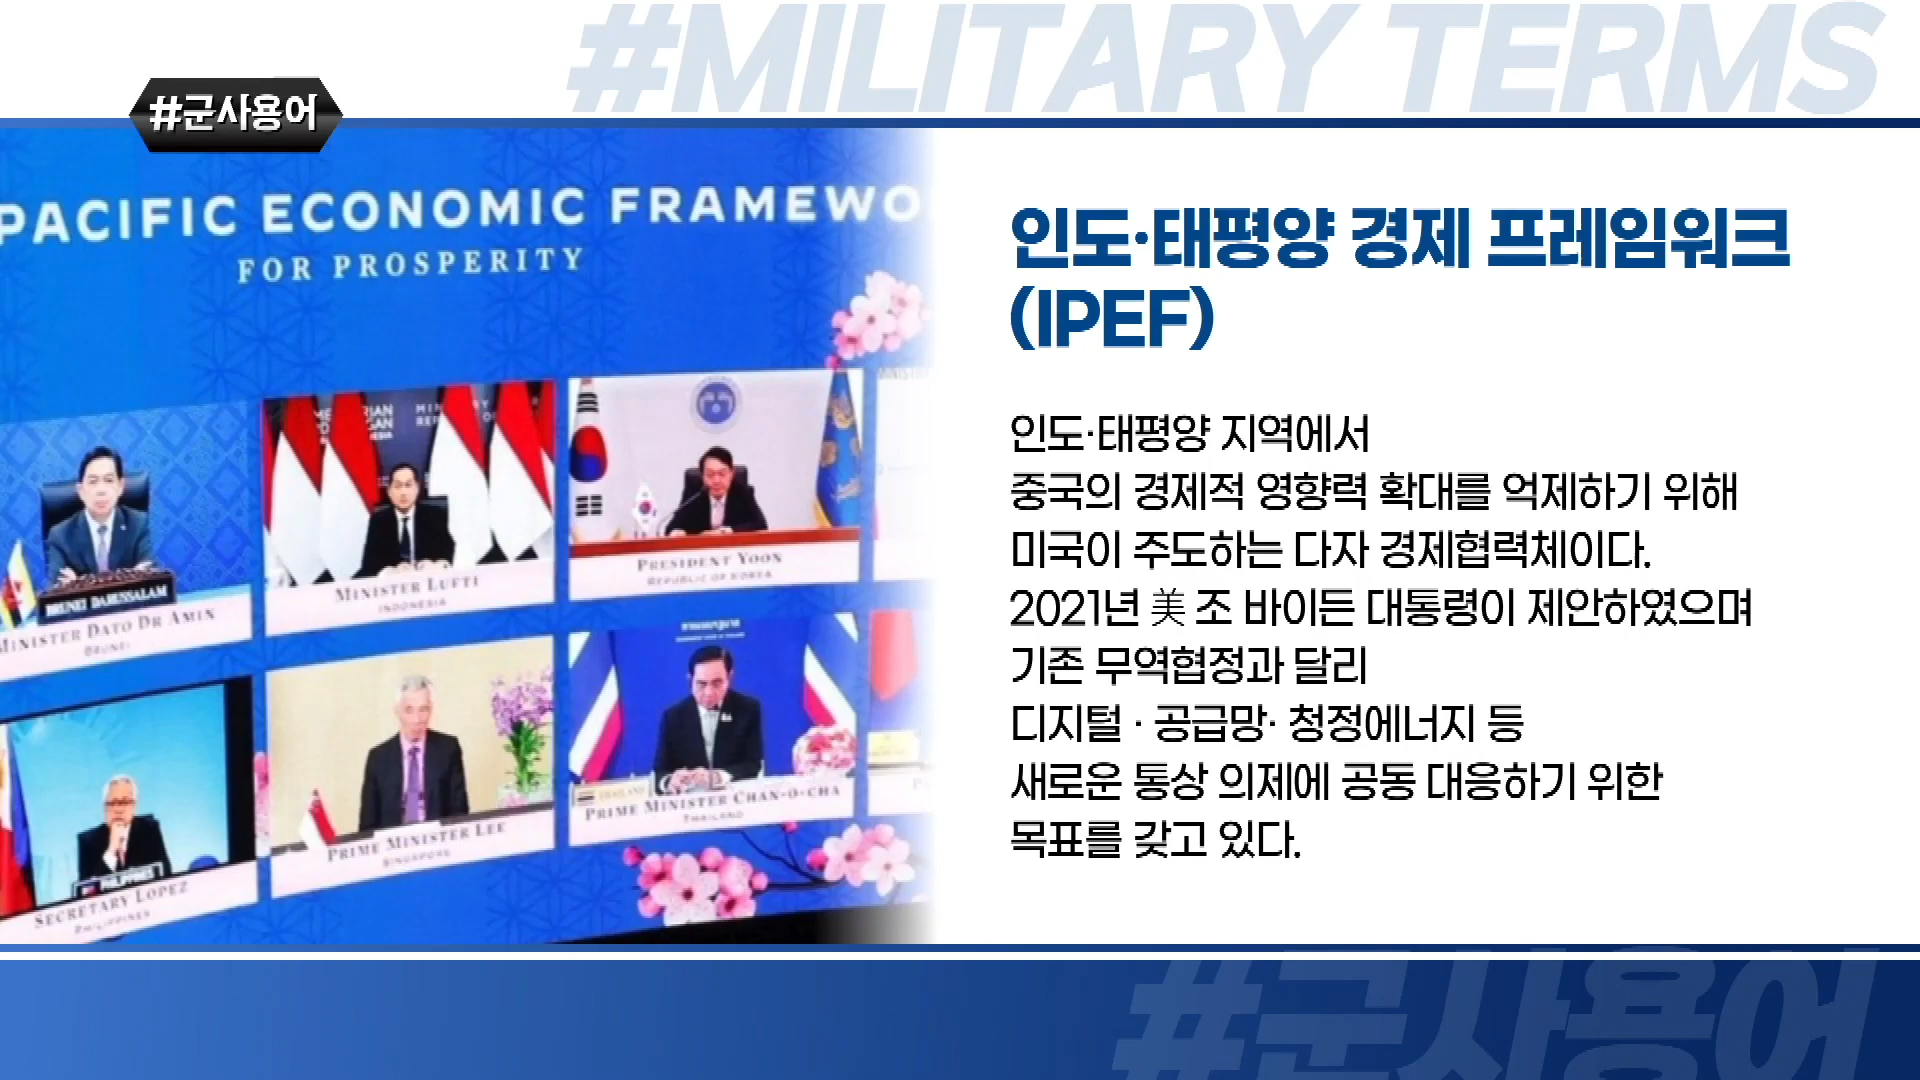 #MILITARY TERMS
#군사용어
PACIFIC ECONOMIC FRAMEWO
FOR PROSPERITY
BRUNEI DARUSSALAM
MINISTER DATO DR AMIN
BRUNEI
MINISTER LUFTI
INDONESIA
PRESIDENT YOON
REPUBLIC OF KOREA
SECRETARY LOPEZ
PHILIPPINES
PRIME MINISTER LEE
SINGAPORE
PRIME MINISTER CHAN-O-CHA
THAILAND
인도·태평양 경제 프레임워크
(IPEF)
인도·태평양 지역에서
중국의 경제적 영향력 확대를 억제하기 위해
미국이 주도하는 다자 경제협력체이다.
2021년 美 조 바이든 대통령이 제안하였으며
기존 무역협정과 달리
디지털 · 공급망· 청정에너지 등
새로운 통상 의제에 공동 대응하기 위한
목표를 갖고 있다.
#군사용어